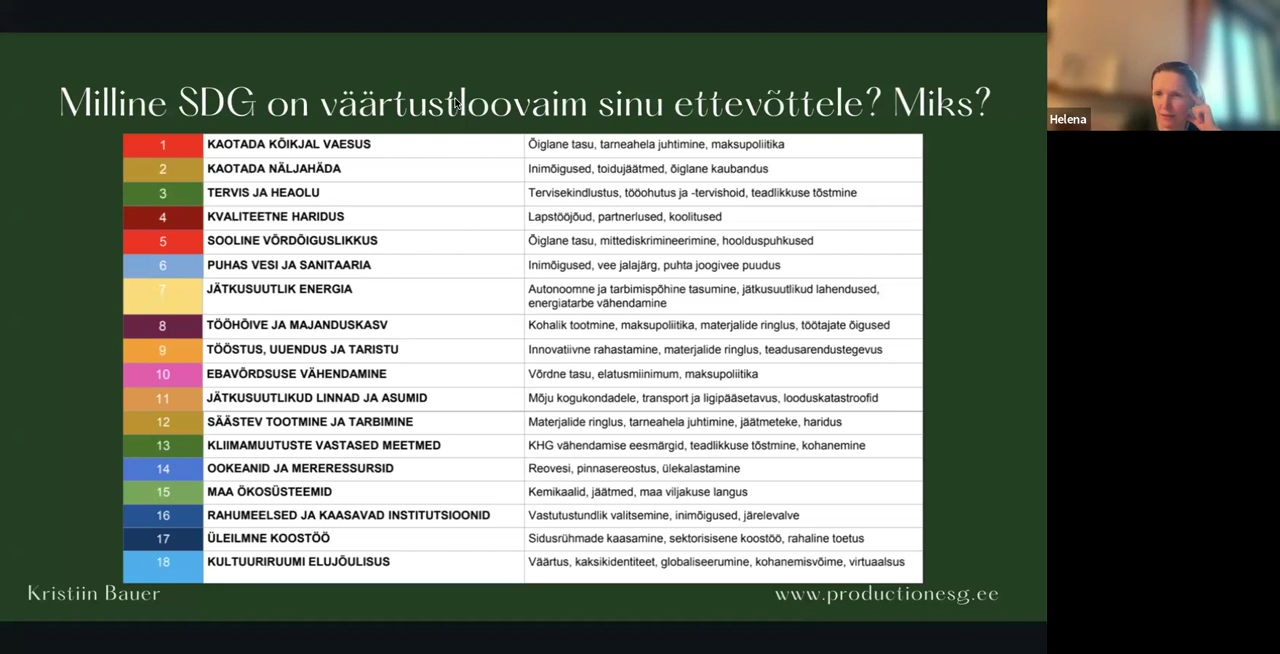 Milline SDG on väärtustloovaim sinu ettevõttele? Miks?
1 KAOTADA KÕIKJAL VAESUS Õiglane tasu, tarneahela juhtimine, maksupoliitika
2 KAOTADA NÄLJAHÄDA Inimõigused, toidujäätmed, õiglane kaubandus
3 TERVIS JA HEAOLU Tervisekindlustus, tööohutus ja -tervishoid, teadlikkuse tõstmine
4 KVALITEETNE HARIDUS Lapstööjõud, partnerlused, koolitused
5 SOOLINE VÕRDÕIGUSLIKKUS Õiglane tasu, mittediskrimineerimine, hoolduspuhkused
6 PUHAS VESI JA SANITAARIA Inimõigused, vee jalajärg, puhta joogivee puudus
7 JÄTKUSUUTLIK ENERGIA Autonoomne ja tarbimispõhine tasumine, jätkusuutlikud lahendused,
energiatarbe vähendamine
8 TÖÖHÕIVE JA MAJANDUSKASV Kohalik tootmine, maksupoliitika, materjalide ringlus, töötajate õigused
9 TÖÖSTUS, UUENDUS JA TARISTU Innovatiivne rahastamine, materjalide ringlus, teadusarendustegevus
10 EBAVÕRDSUSE VÄHENDAMINE Võrdne tasu, elatusmiinimum, maksupoliitika
11 JÄTKUSUUTLIKUD LINNAD JA ASUMID Mõju kogukondadele, transport ja ligipääsetavus, looduskatastroofid
12 SÄÄSTEV TOOTMINE JA TARBIMINE Materjalide ringlus, tarneahela juhtimine, jäätmeteke, haridus
13 KLIIMAMUUTUSTE VASTASED MEETMED KHG vähendamise eesmärgid, teadlikkuse tõstmine, kohanemine
14 OOKEANID JA MERERESSURSID Reovesi, pinnasereostus, ülekalastamine
15 MAA ÖKOSÜSTEEMID Kemikaalid, jäätmed, maa viljakuse langus
16 RAHUMEELSED JA KAASAVAD INSTITUTSIOONID Vastutustundlik valitsemine, inimõigused, järelevalve
17 ÜLEILMNE KOOSTÖÖ Sidusrühmade kaasamine, sektorisisene koostöö, rahaline toetus
18 KULTUURIRUUMI ELUJÕULISUS Väärtus, kaksikidentiteet, globaliseerumine, kohanemisvõime, virtuaalsus
Kristiin Bauer
www.productionesg.ee
Helena